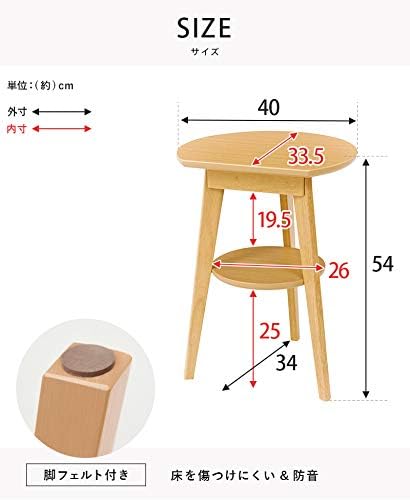 SIZE
サイズ
単位:(約)cm
外寸
内寸
40
33.5
19.5
26
54
25
34
脚フェルト付き
床を傷つけにくい&防音